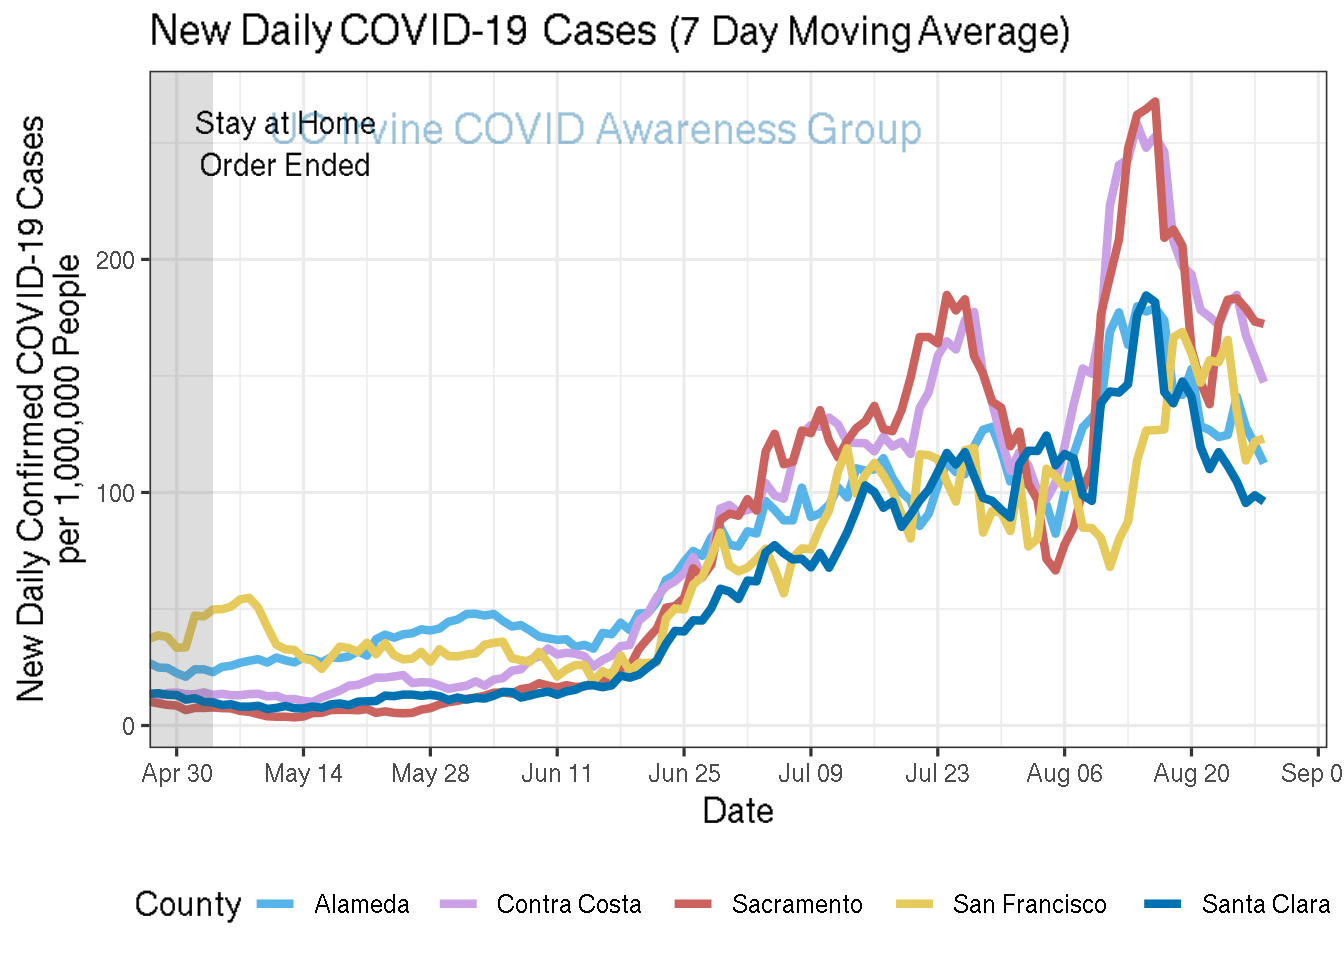 New Daily COVID-19 Cases (7 Day Moving Average)
Stay at Home
UC Irvine COVID Awareness Group
Order Ended
New Daily Confirmed COVID-19 Cases
per 1,000,000 People
200
100
0
Apr 30 May 14 May 28 Jun 11 Jun 25 Jul 09 Jul 23 Aug 06 Aug 20 Sep 0
Date
County Alameda Contra Costa Sacramento San Francisco Santa Clara